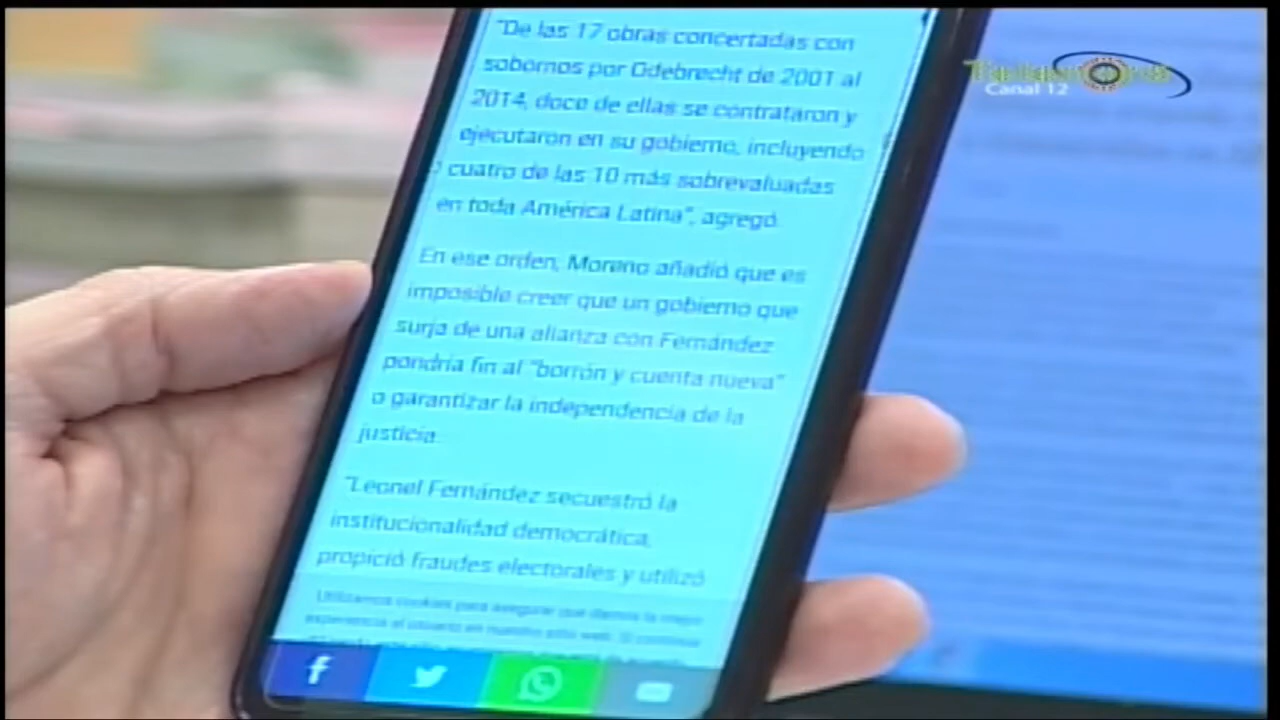 "De las 17 obras concertadas con
sobornos por Odebrecht de 2001 al
2014, doce de ellas se contrataron y
ejecutaron en su gobierno, incluyendo
cuatro de las 10 más sobrevaluadas
en toda América Latina", agregó.
En ese orden, Moreno añadió que es
imposible creer que un gobierno que
surja de una alianza con Fernández
pondría fin al "borrón y cuenta nueva"
o garantizar la independencia de la
justicia.
"Leonel Fernández secuestró la
institucionalidad democrática,
propició fraudes electorales y utilizó
Utilizamos cookies para asegurar que damos la mejor
experiencia al usuario en nuestro sitio web. Si continúa
Canal 12